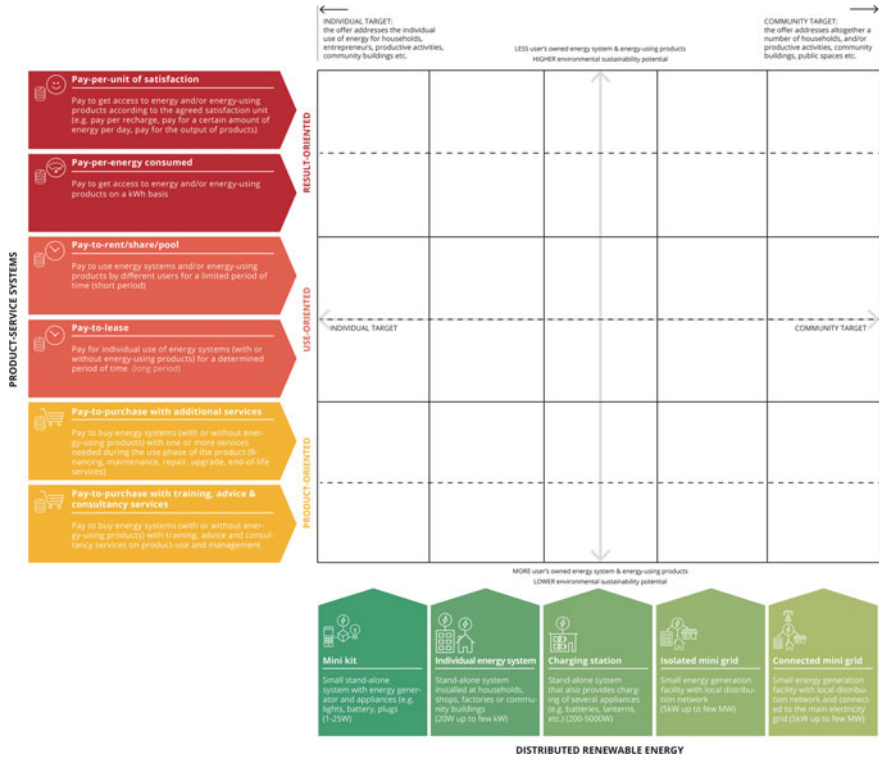 INDIVIDUAL TARGET:
the offer addresses the individual
use of energy for households,
entrepreneurs, productive activities,
community buildings etc.
LESS user's owned energy system & energy-using products
HIGHER environmental sustainability potential
COMMUNITY TARGET:
the offer addresses altogether a
number of households, and/or
productive activities, community
buildings, public spaces etc.
PRODUCT-SERVICE SYSTEMS
Pay-per-unit of satisfaction
Pay to get access to energy and/or energy-using
products according to the agreed satisfaction unit
(e.g. pay per recharge, pay for a certain amount of
energy per day, pay for the output of products)
Pay-per-energy consumed
Pay to get access to energy and/or energy-using
products on a kWh basis
RESULT-ORIENTED
Pay-to-rent/share/pool
Pay to use energy systems and/or energy-using
products by different users for a limited period of
time (short period)
Pay-to-lease
Pay for individual use of energy systems (with or
without energy-using products) for a determined
period of time (long period)
USE-ORIENTED
INDIVIDUAL TARGET
COMMUNITY TARGET
Pay-to-purchase with additional services
Pay to buy energy systems (with or without ener-
gy-using products) with one or more services
needed during the use phase of the product (fi-
nancing, maintenance, repair, upgrade, end-of-life
services)
Pay-to-purchase with training, advice &
consultancy services
Pay to buy energy systems (with or without ener-
gy-using products) with training, advice and consul-
tancy services on product-use and management
PRODUCT-ORIENTED
MORE user's owned energy system & energy-using products
LOWER environmental sustainability potential
Mini kit
Small stand-alone
system with energy gener-
ator and appliances (e.g.
lights, battery, plugs)
(1-25W)
Individual energy system
Stand-alone system
installed at households,
shops, factories or commu-
nity buildings
(20W up to few kW)
Charging station
Stand-alone system
that also provides charg-
ing of several appliances
(e.g. batteries, lanterns,
etc.) (200-5000W)
Isolated mini grid
Small energy generation
facility with local distribu-
tion network
(5kW up to few MW)
Connected mini grid
Small energy generation
facility with local distribu-
tion network and connect-
ed to the main electricity
grid (5kW up to few MW)
DISTRIBUTED RENEWABLE ENERGY